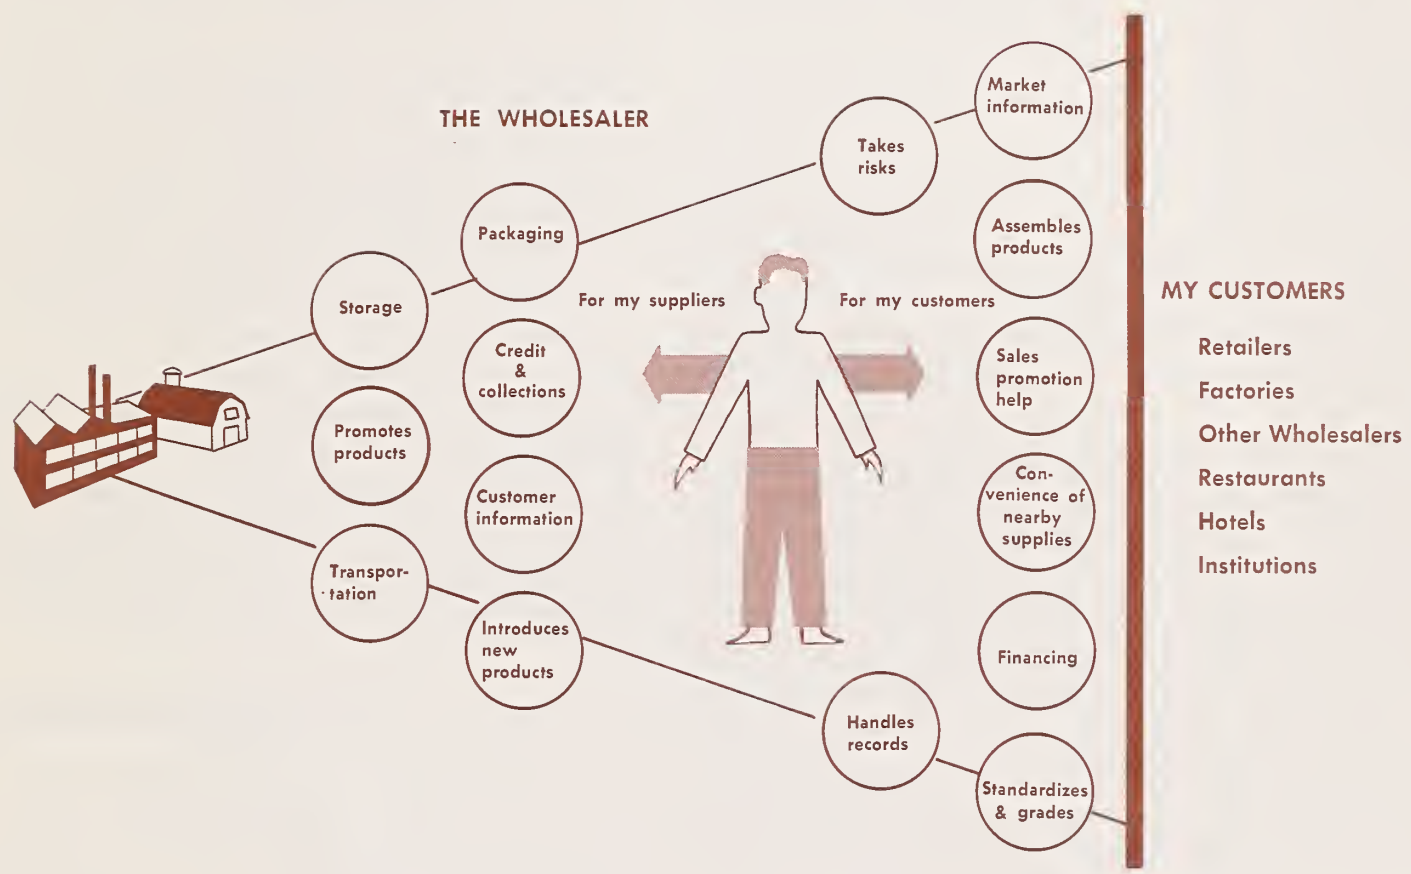 THE WHOLESALER
Storage
Promotes
products
Transpor-
tation
Packaging
Credit
&
collections
Customer
information
Introduces
new
products
For my suppliers
For my customers
Takes
risks
Handles
records
Market
information
Assembles
products
Sales
promotion
help
Con-
venience of
nearby
supplies
Financing
Standardizes
& grades
MY CUSTOMERS
Retailers
Factories
Other Wholesalers
Restaurants
Hotels
Institutions